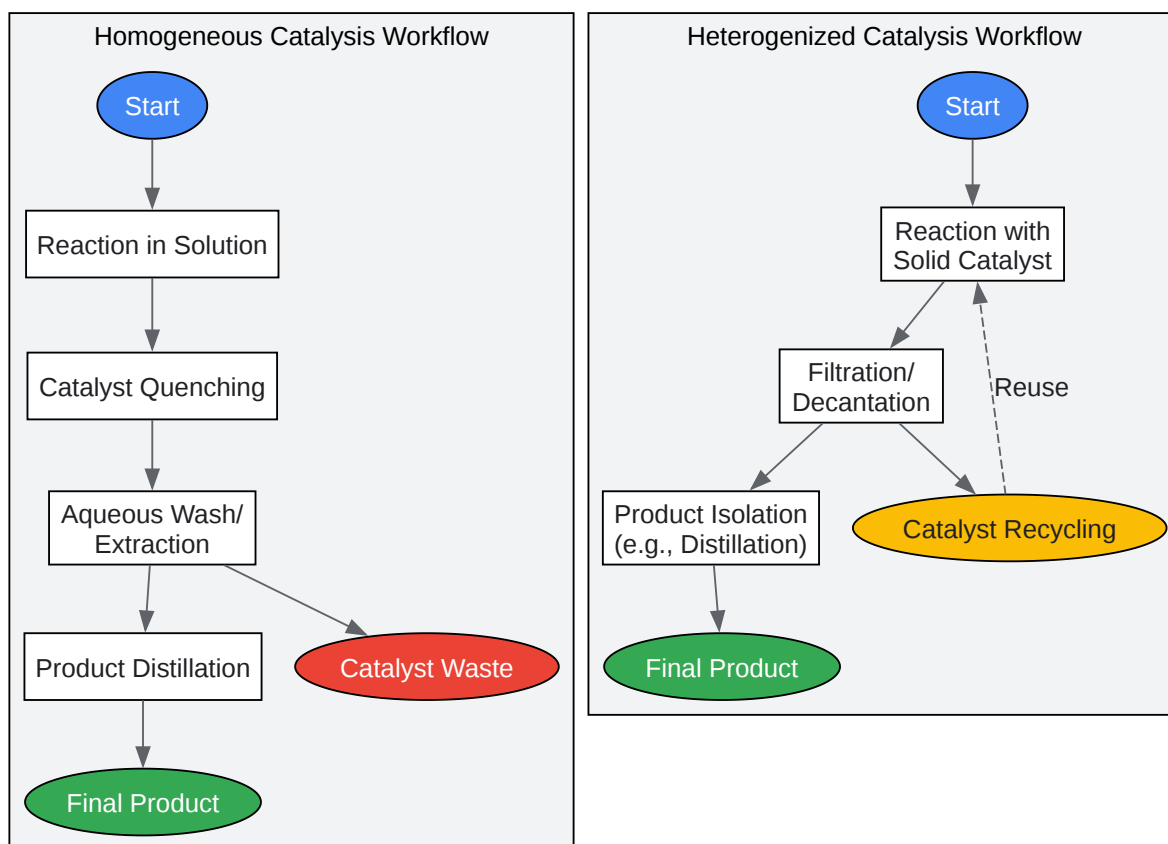 Homogeneous Catalysis Workflow
Start
Reaction in Solution
Catalyst Quenching
Aqueous Wash/
Extraction
Product Distillation
Catalyst Waste
Final Product
Heterogenized Catalysis Workflow
Start
Reaction with
Solid Catalyst
Filtration/
Decantation
Reuse
Product Isolation
(e.g., Distillation)
Catalyst Recycling
Final Product